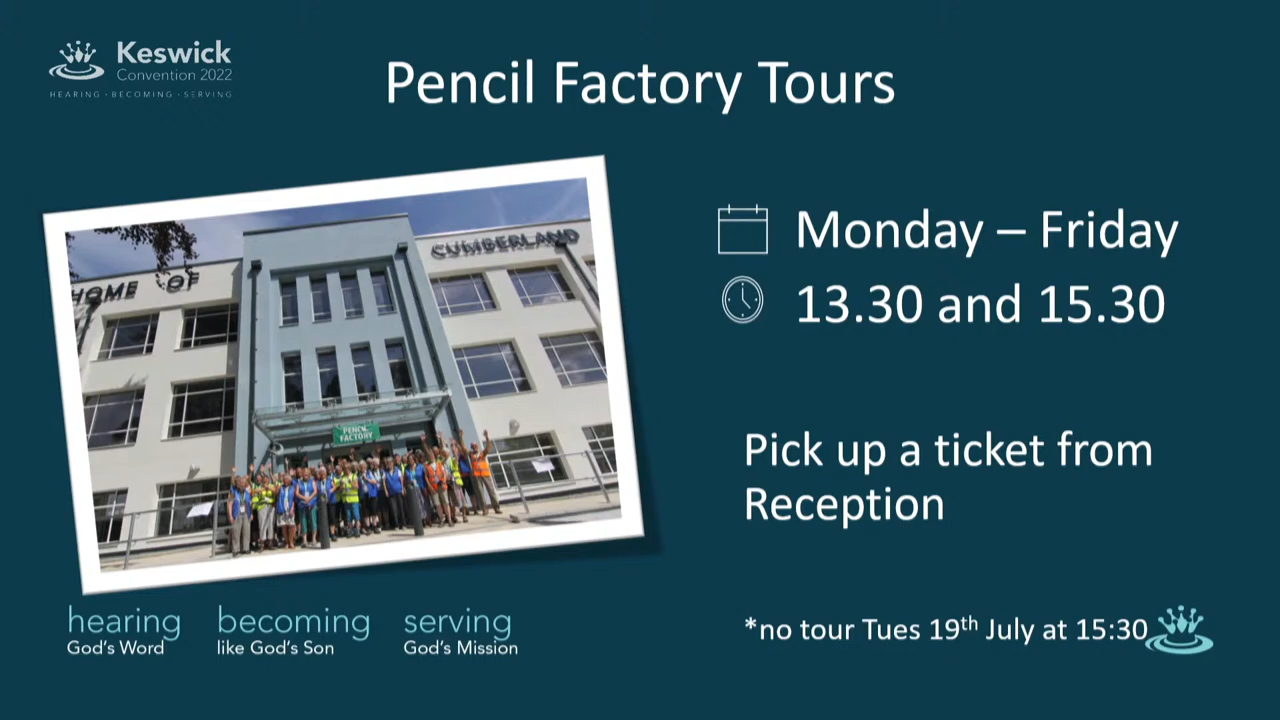 Keswick
Convention 2022
HEARING · BECOMING · SERVING
Pencil Factory Tours
HOME OF
CUMBERLAND
PENCIL
FACTORY
Monday – Friday
13.30 and 15.30
Pick up a ticket from
Reception
hearing
God's Word
becoming
like God's Son
serving
God's Mission
*no tour Tues 19th July at 15:30